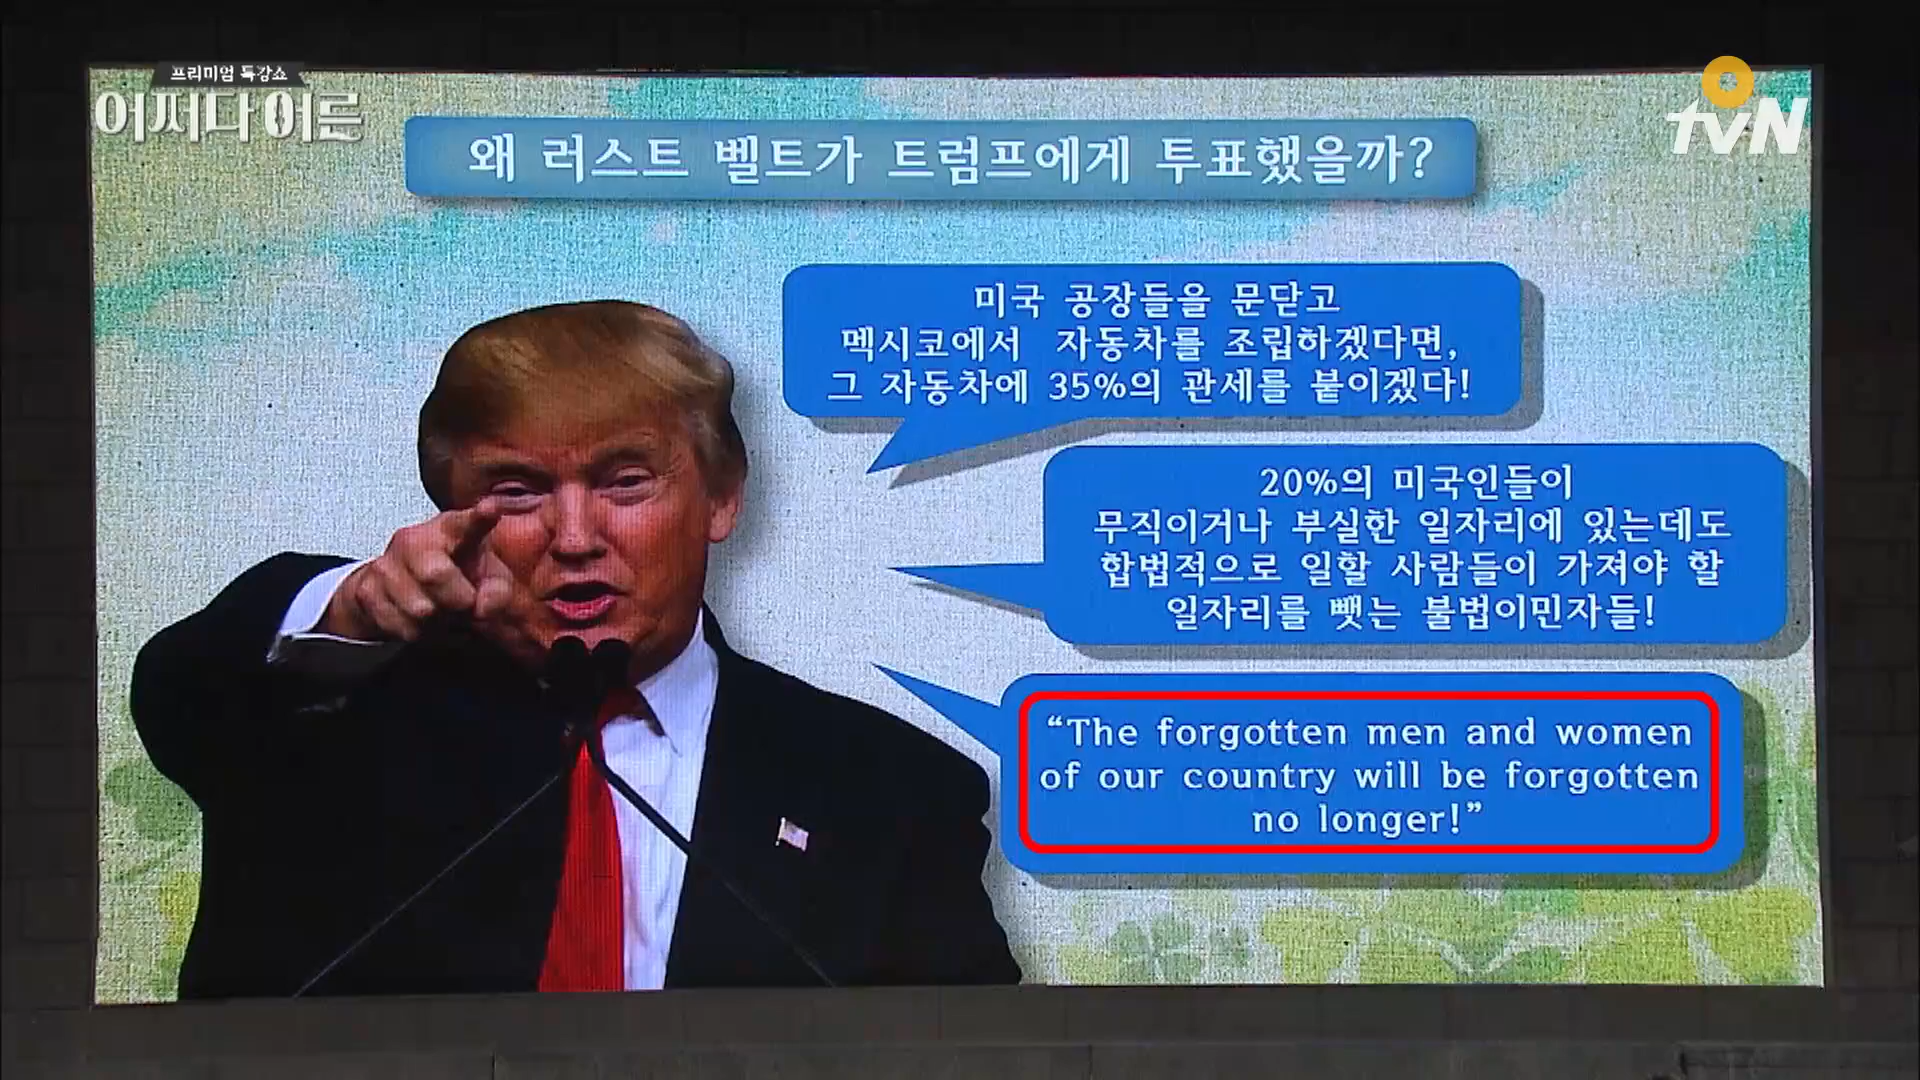 프리미엄 특강쇼
어쩌다 어른
tvN
왜 러스트 벨트가 트럼프에게 투표했을까?
미국 공장들을 문닫고
멕시코에서 자동차를 조립하겠다면,
그 자동차에 35%의 관세를 붙이겠다!
20%의 미국인들이
무직이거나 부실한 일자리에 있는데도
합법적으로 일할 사람들이 가져야 할
일자리를 뺏는 불법이민자들!
“The forgotten men and women
of our country will be forgotten
no longer!”